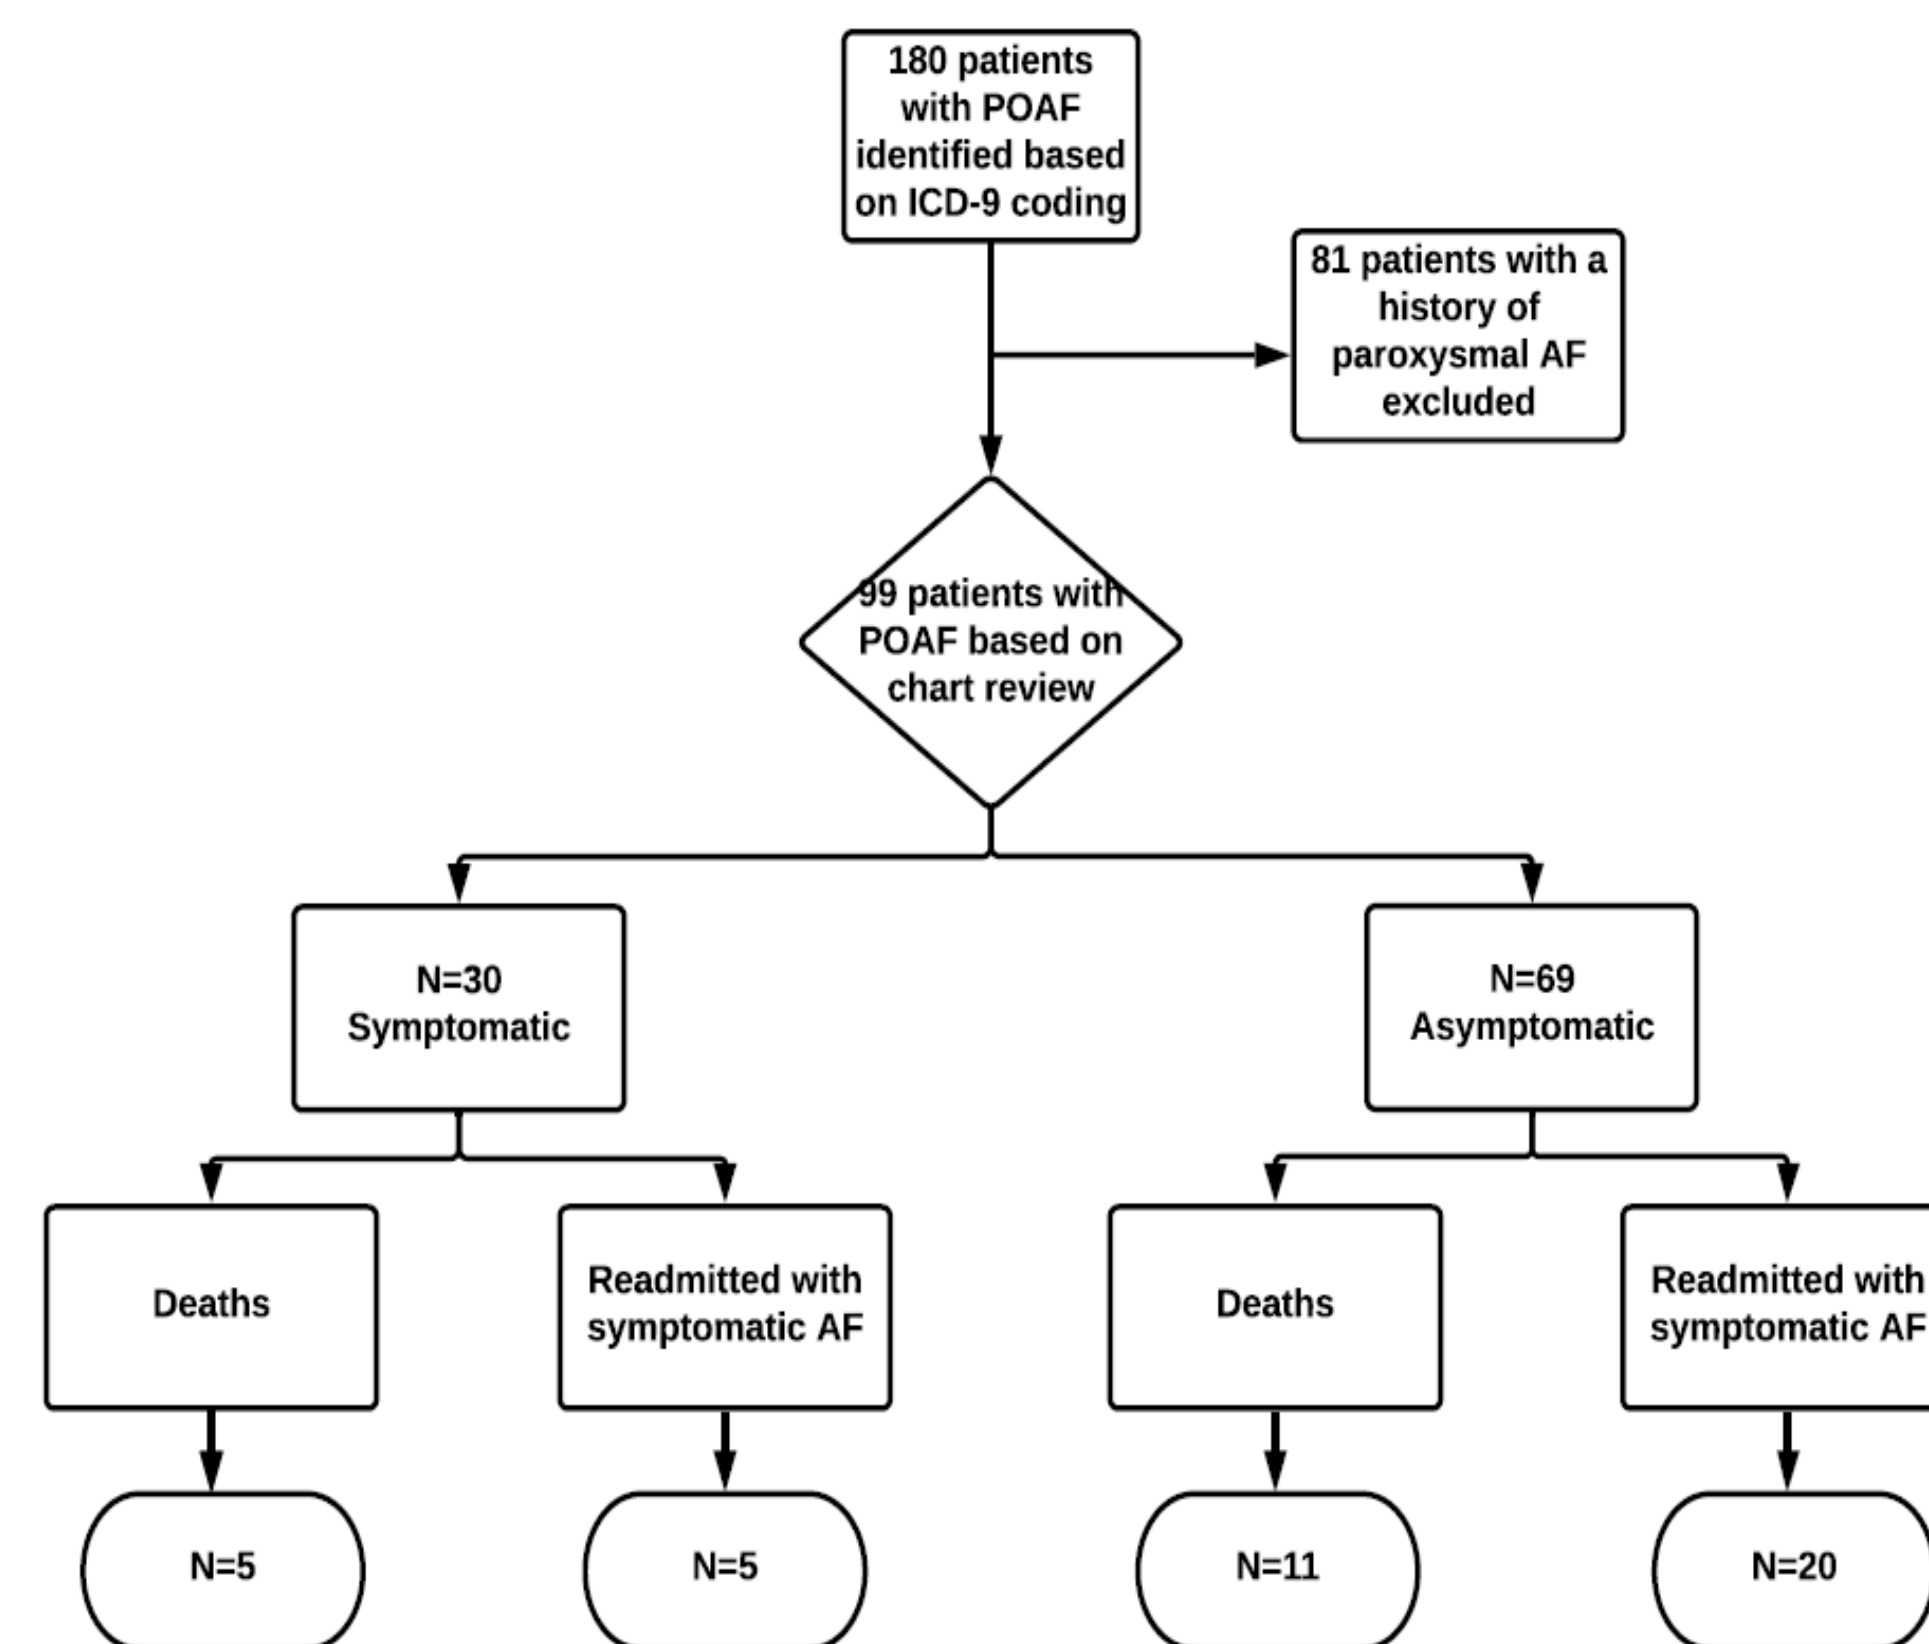 180 patients
with POAF
identified based
on ICD-9 coding
81 patients with a
history of
paroxysmal AF
excluded
99 patients with
POAF based on
chart review
N=30
Symptomatic
N=69
Asymptomatic
Deaths
Readmitted with
symptomatic AF
Deaths
Readmitted with
symptomatic AF
N=5
N=5
N=11
N=20